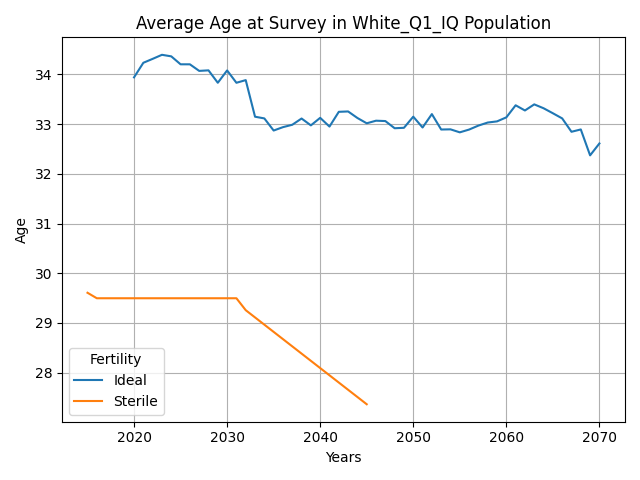 Average Age at Survey in White_Q1_IQ Population
Age
34
33
32
31
30
29
28
Fertility
Ideal
Sterile
2020 2030 2040 2050 2060 2070
Years